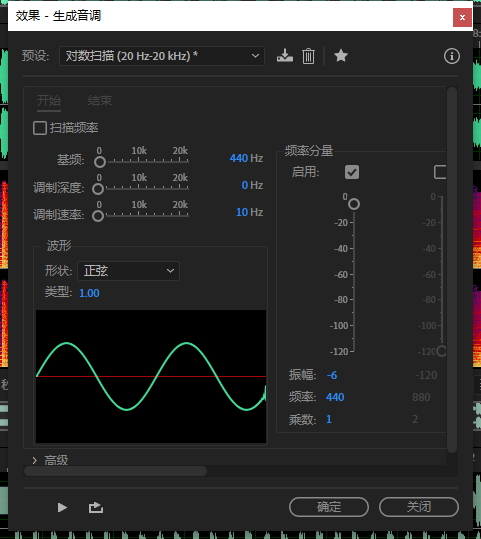 效果 - 生成音调
预设: 对数扫描 (20 Hz-20 kHz) *
开始 结束
扫描频率
0 10k 20k
基频: 440 Hz
0 10k 20k
调制深度: 0 Hz
0 10k 20k
调制速率: 10 Hz
波形
形状: 正弦
类型: 1.00
频率分量
启用:
0 0
-20 -20
-40 -40
-60 -60
-80 -80
-100 -100
-120 -120
振幅: -6 -120
频率: 440 880
乘数: 1 2
高级
确定 关闭